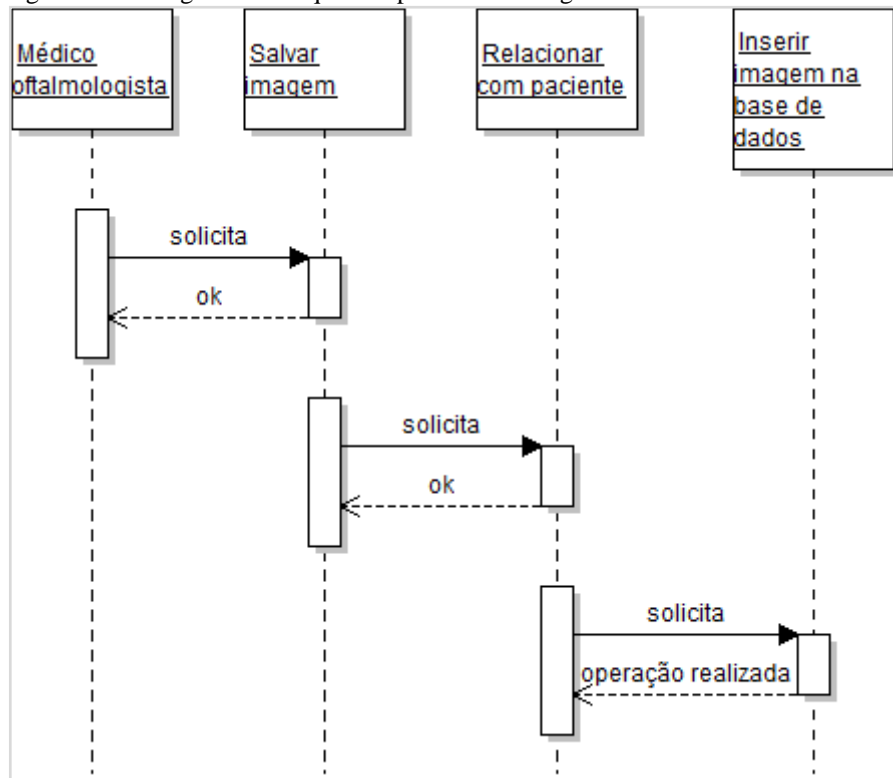 Médico
oftalmologista
Salvar
imagem
Relacionar
com paciente
Inserir
imagem na
base de
dados
solicita
ok
solicita
ok
solicita
operação realizada